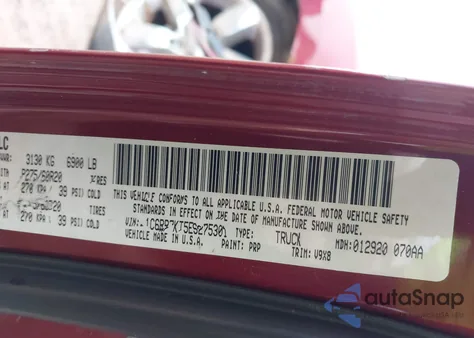 LC
3130 KG 6900 LB
P275/60R20
270 KPA/ 39 PSI COLD
TIRES
270 KPA/ 39 PSI COLD
THIS VEHICLE CONFORMS TO ALL APPLICABLE U.S.A. FEDERAL MOTOR VEHICLE SAFETY
STANDARDS IN EFFECT ON THE DATE OF MANUFACTURE SHOWN ABOVE.
VIN:
TRUCK
VEHICLE MADE IN U.S.A. PAINT: PRP TRIM: V9X8 MDH: 012920 070AA
autoSnap